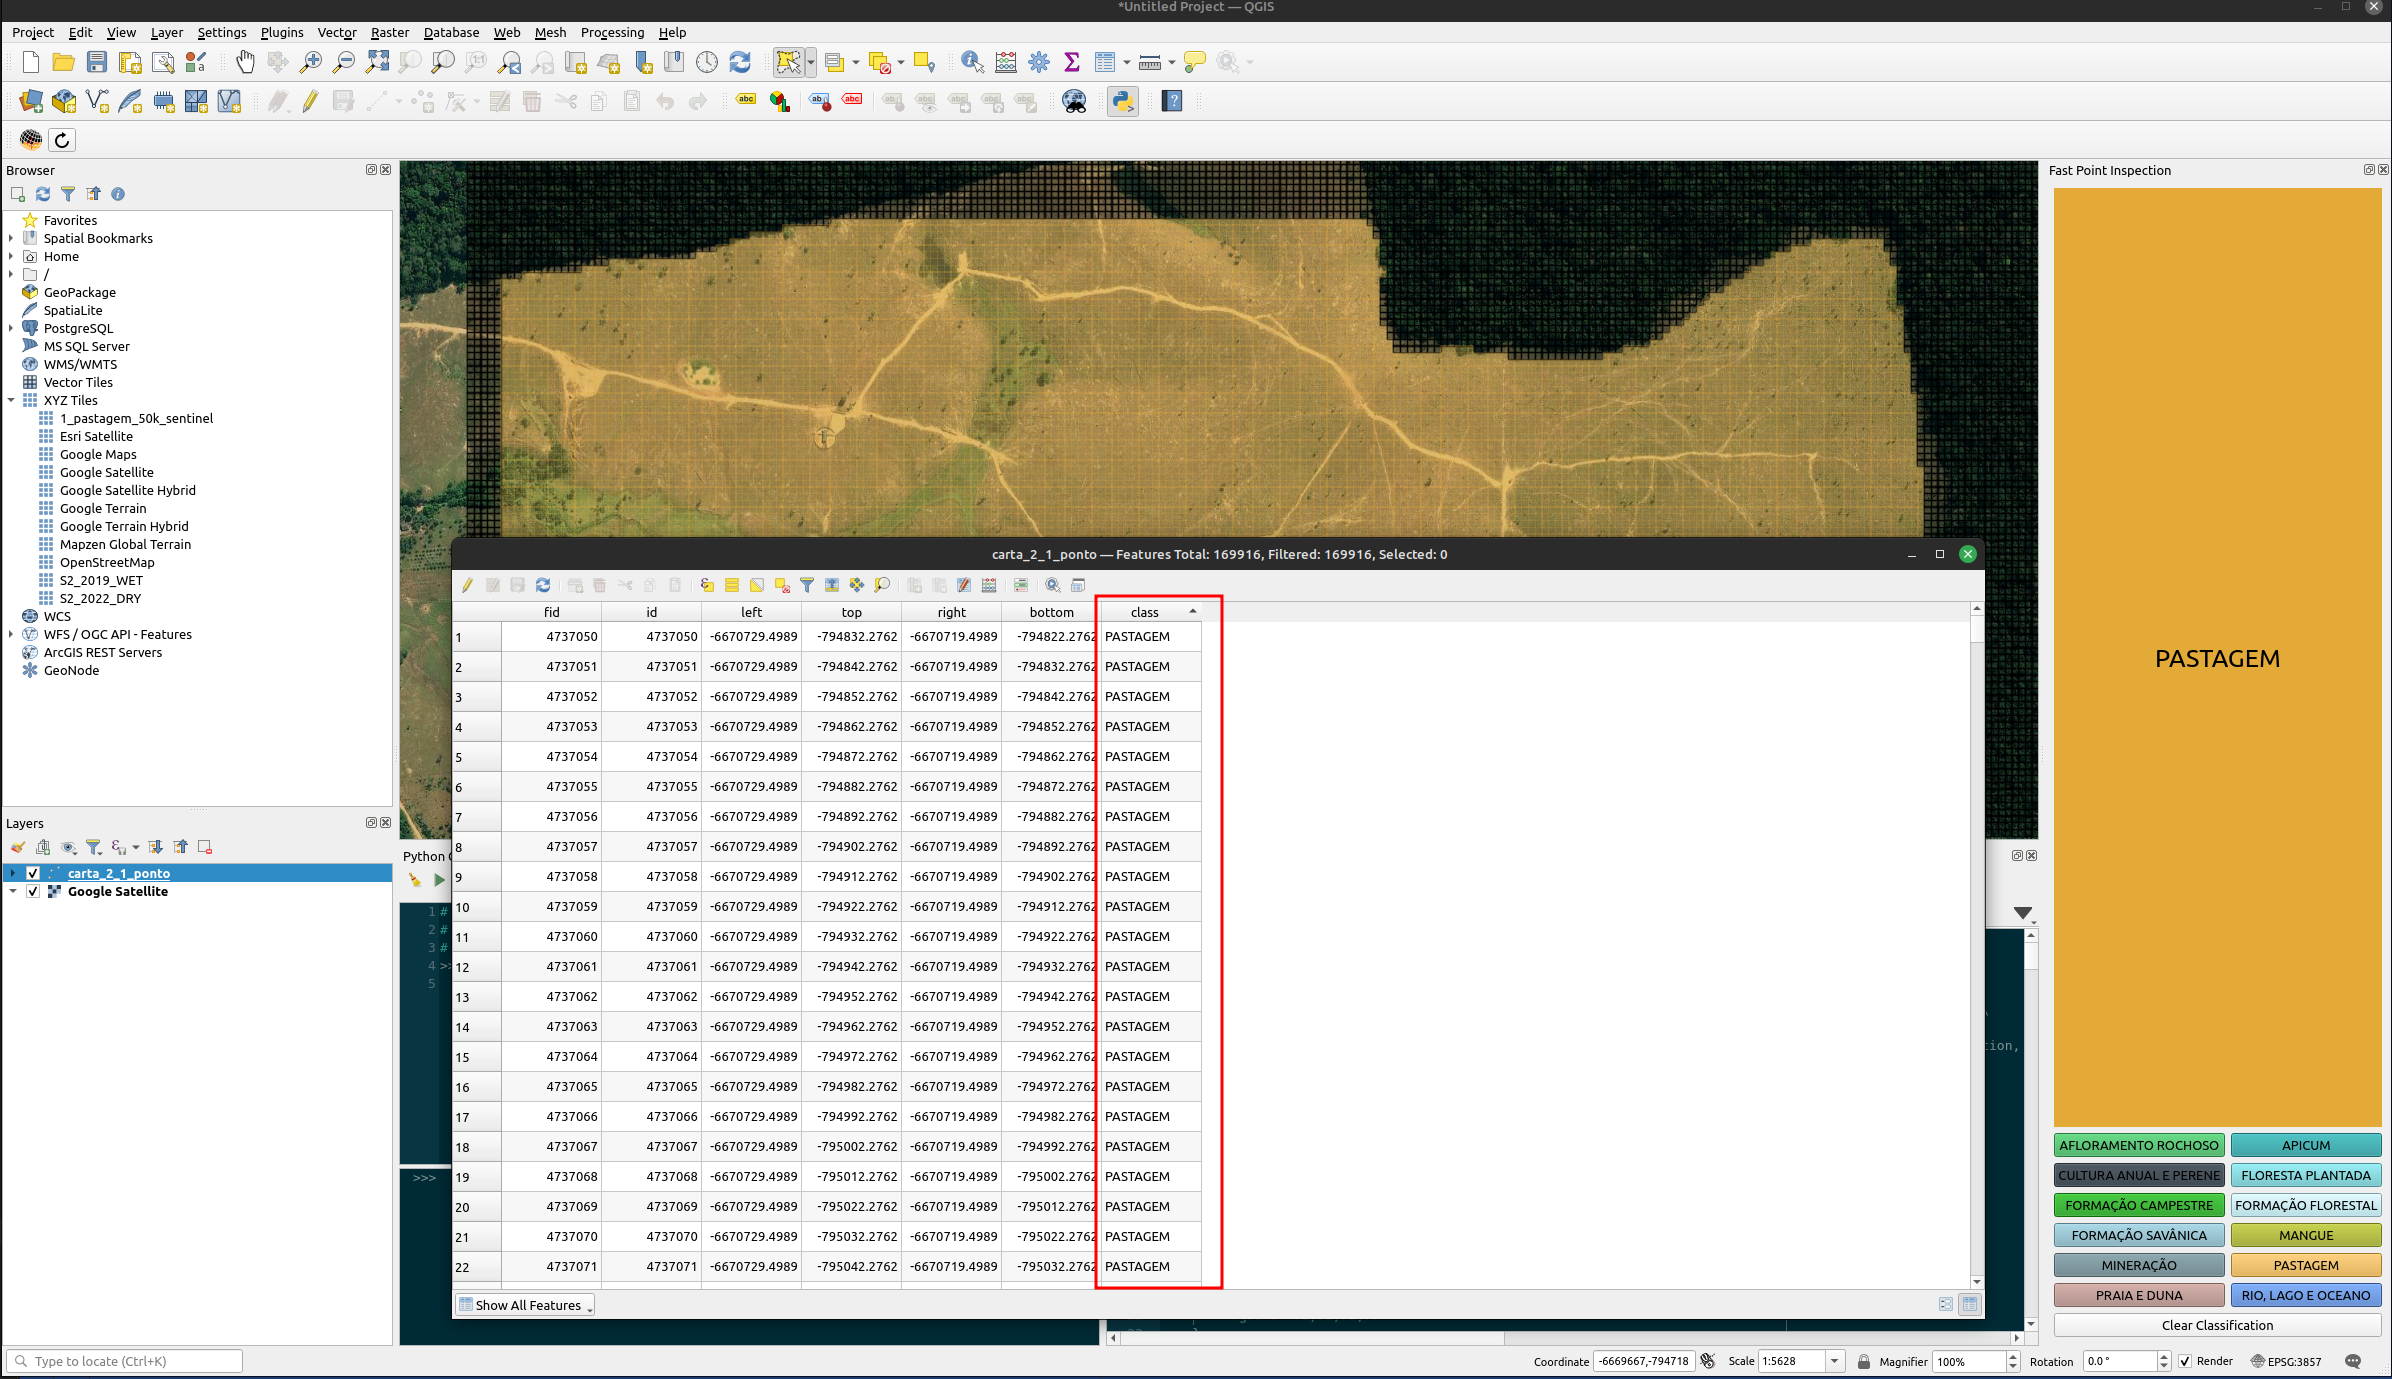 *Untitled Project — QGIS
Project Edit View Layer Settings Plugins Vector Raster Database Web Mesh Processing Help
Browser
Favorites
Spatial Bookmarks
Home
/
GeoPackage
SpatiaLite
PostgreSQL
MS SQL Server
WMS/WMTS
Vector Tiles
XYZ Tiles
1_pastagem_50k_sentinel
Esri Satellite
Google Maps
Google Satellite
Google Satellite Hybrid
Google Terrain
Google Terrain Hybrid
Mapzen Global Terrain
OpenStreetMap
S2_2019_WET
S2_2022_DRY
WCS
WFS / OGC API - Features
ArcGIS REST Servers
GeoNode
Layers
carta_2_1_ponto
Google Satellite
Python
1 #
2 #
3 #
4 >>
5
>>>
carta_2_1_ponto — Features Total: 169916, Filtered: 169916, Selected: 0
fid id left top right bottom class
1 4737050 4737050 -6670729.4989 -794832.2762 -6670719.4989 -794822.2762 PASTAGEM
2 4737051 4737051 -6670729.4989 -794842.2762 -6670719.4989 -794832.2762 PASTAGEM
3 4737052 4737052 -6670729.4989 -794852.2762 -6670719.4989 -794842.2762 PASTAGEM
4 4737053 4737053 -6670729.4989 -794862.2762 -6670719.4989 -794852.2762 PASTAGEM
5 4737054 4737054 -6670729.4989 -794872.2762 -6670719.4989 -794862.2762 PASTAGEM
6 4737055 4737055 -6670729.4989 -794882.2762 -6670719.4989 -794872.2762 PASTAGEM
7 4737056 4737056 -6670729.4989 -794892.2762 -6670719.4989 -794882.2762 PASTAGEM
8 4737057 4737057 -6670729.4989 -794902.2762 -6670719.4989 -794892.2762 PASTAGEM
9 4737058 4737058 -6670729.4989 -794912.2762 -6670719.4989 -794902.2762 PASTAGEM
10 4737059 4737059 -6670729.4989 -794922.2762 -6670719.4989 -794912.2762 PASTAGEM
11 4737060 4737060 -6670729.4989 -794932.2762 -6670719.4989 -794922.2762 PASTAGEM
12 4737061 4737061 -6670729.4989 -794942.2762 -6670719.4989 -794932.2762 PASTAGEM
13 4737062 4737062 -6670729.4989 -794952.2762 -6670719.4989 -794942.2762 PASTAGEM
14 4737063 4737063 -6670729.4989 -794962.2762 -6670719.4989 -794952.2762 PASTAGEM
15 4737064 4737064 -6670729.4989 -794972.2762 -6670719.4989 -794962.2762 PASTAGEM
16 4737065 4737065 -6670729.4989 -794982.2762 -6670719.4989 -794972.2762 PASTAGEM
17 4737066 4737066 -6670729.4989 -794992.2762 -6670719.4989 -794982.2762 PASTAGEM
18 4737067 4737067 -6670729.4989 -795002.2762 -6670719.4989 -794992.2762 PASTAGEM
19 4737068 4737068 -6670729.4989 -795012.2762 -6670719.4989 -795002.2762 PASTAGEM
20 4737069 4737069 -6670729.4989 -795022.2762 -6670719.4989 -795012.2762 PASTAGEM
21 4737070 4737070 -6670729.4989 -795032.2762 -6670719.4989 -795022.2762 PASTAGEM
22 4737071 4737071 -6670729.4989 -795042.2762 -6670719.4989 -795032.2762 PASTAGEM
Show All Features
tion,
Fast Point Inspection
PASTAGEM
AFLORAMENTO ROCHOSO APICUM
CULTURA ANUAL E PERENE FLORESTA PLANTADA
FORMAÇÃO CAMPESTRE FORMAÇÃO FLORESTAL
FORMAÇÃO SAVÂNICA MANGUE
MINERAÇÃO PASTAGEM
PRAIA E DUNA RIO, LAGO E OCEANO
Clear Classification
Type to locate (Ctrl+K) Coordinate -6669667,-794718 Scale 1:5628 Magnifier 100% Rotation 0.0 ° Render EPSG:3857